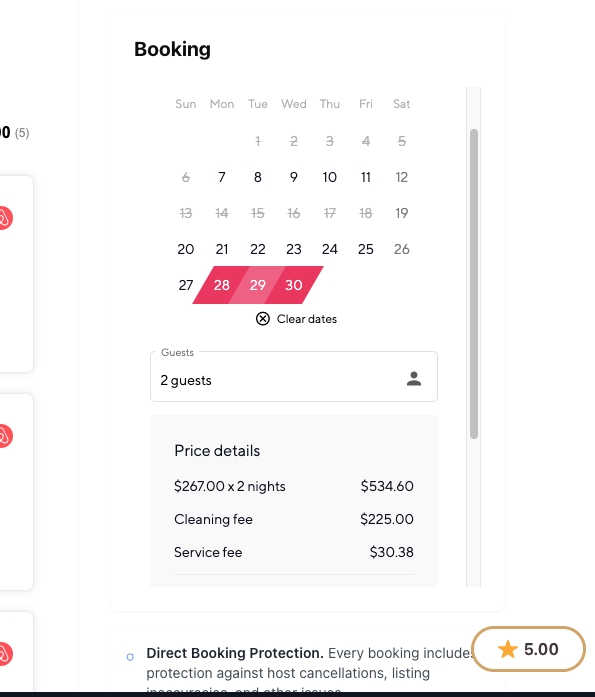 Booking
Sun Mon Tue Wed Thu Fri Sat
1 2 3 4 5
6 7 8 9 10 11 12
13 14 15 16 17 18 19
20 21 22 23 24 25 26
27 28 29 30
Clear dates
Guests
2 guests
Price details
$267.00 x 2 nights $534.60
Cleaning fee $225.00
Service fee $30.38
(5)
Direct Booking Protection. Every booking includes
protection against host cancellations, listing
5.00